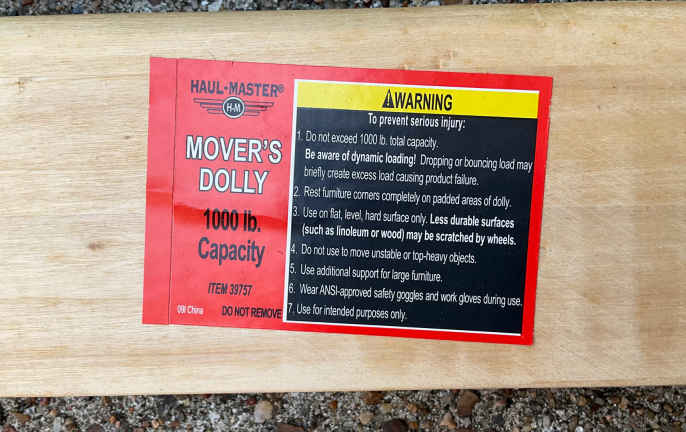 HAUL-MASTER®
H-M
MOVER'S
DOLLY
1000 lb.
Capacity
ITEM 39757
09l China
DO NOT REMOVE
WARNING
To prevent serious injury:
1. Do not exceed 1000 lb. total capacity.
Be aware of dynamic loading! Dropping or bouncing load may
briefly create excess load causing product failure.
2. Rest furniture corners completely on padded areas of dolly.
3. Use on flat, level, hard surface only. Less durable surfaces
(such as linoleum or wood) may be scratched by wheels.
4. Do not use to move unstable or top-heavy objects.
5. Use additional support for large furniture.
6. Wear ANSI-approved safety goggles and work gloves during use.
7. Use for intended purposes only.